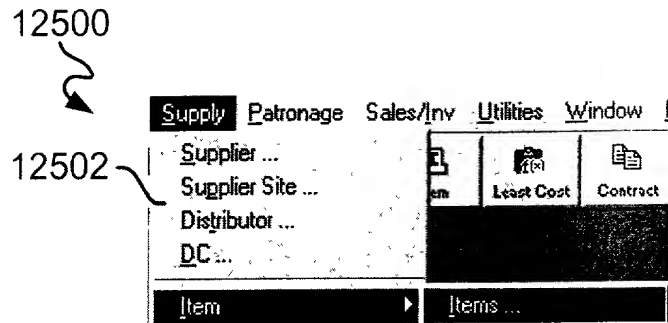 12500
Supply Patronage Sales/Inv Utilities Window
12502
Supplier ...
Supplier Site ...
Distributor ...
DC ...
Least Cost Contract
Item Items ...